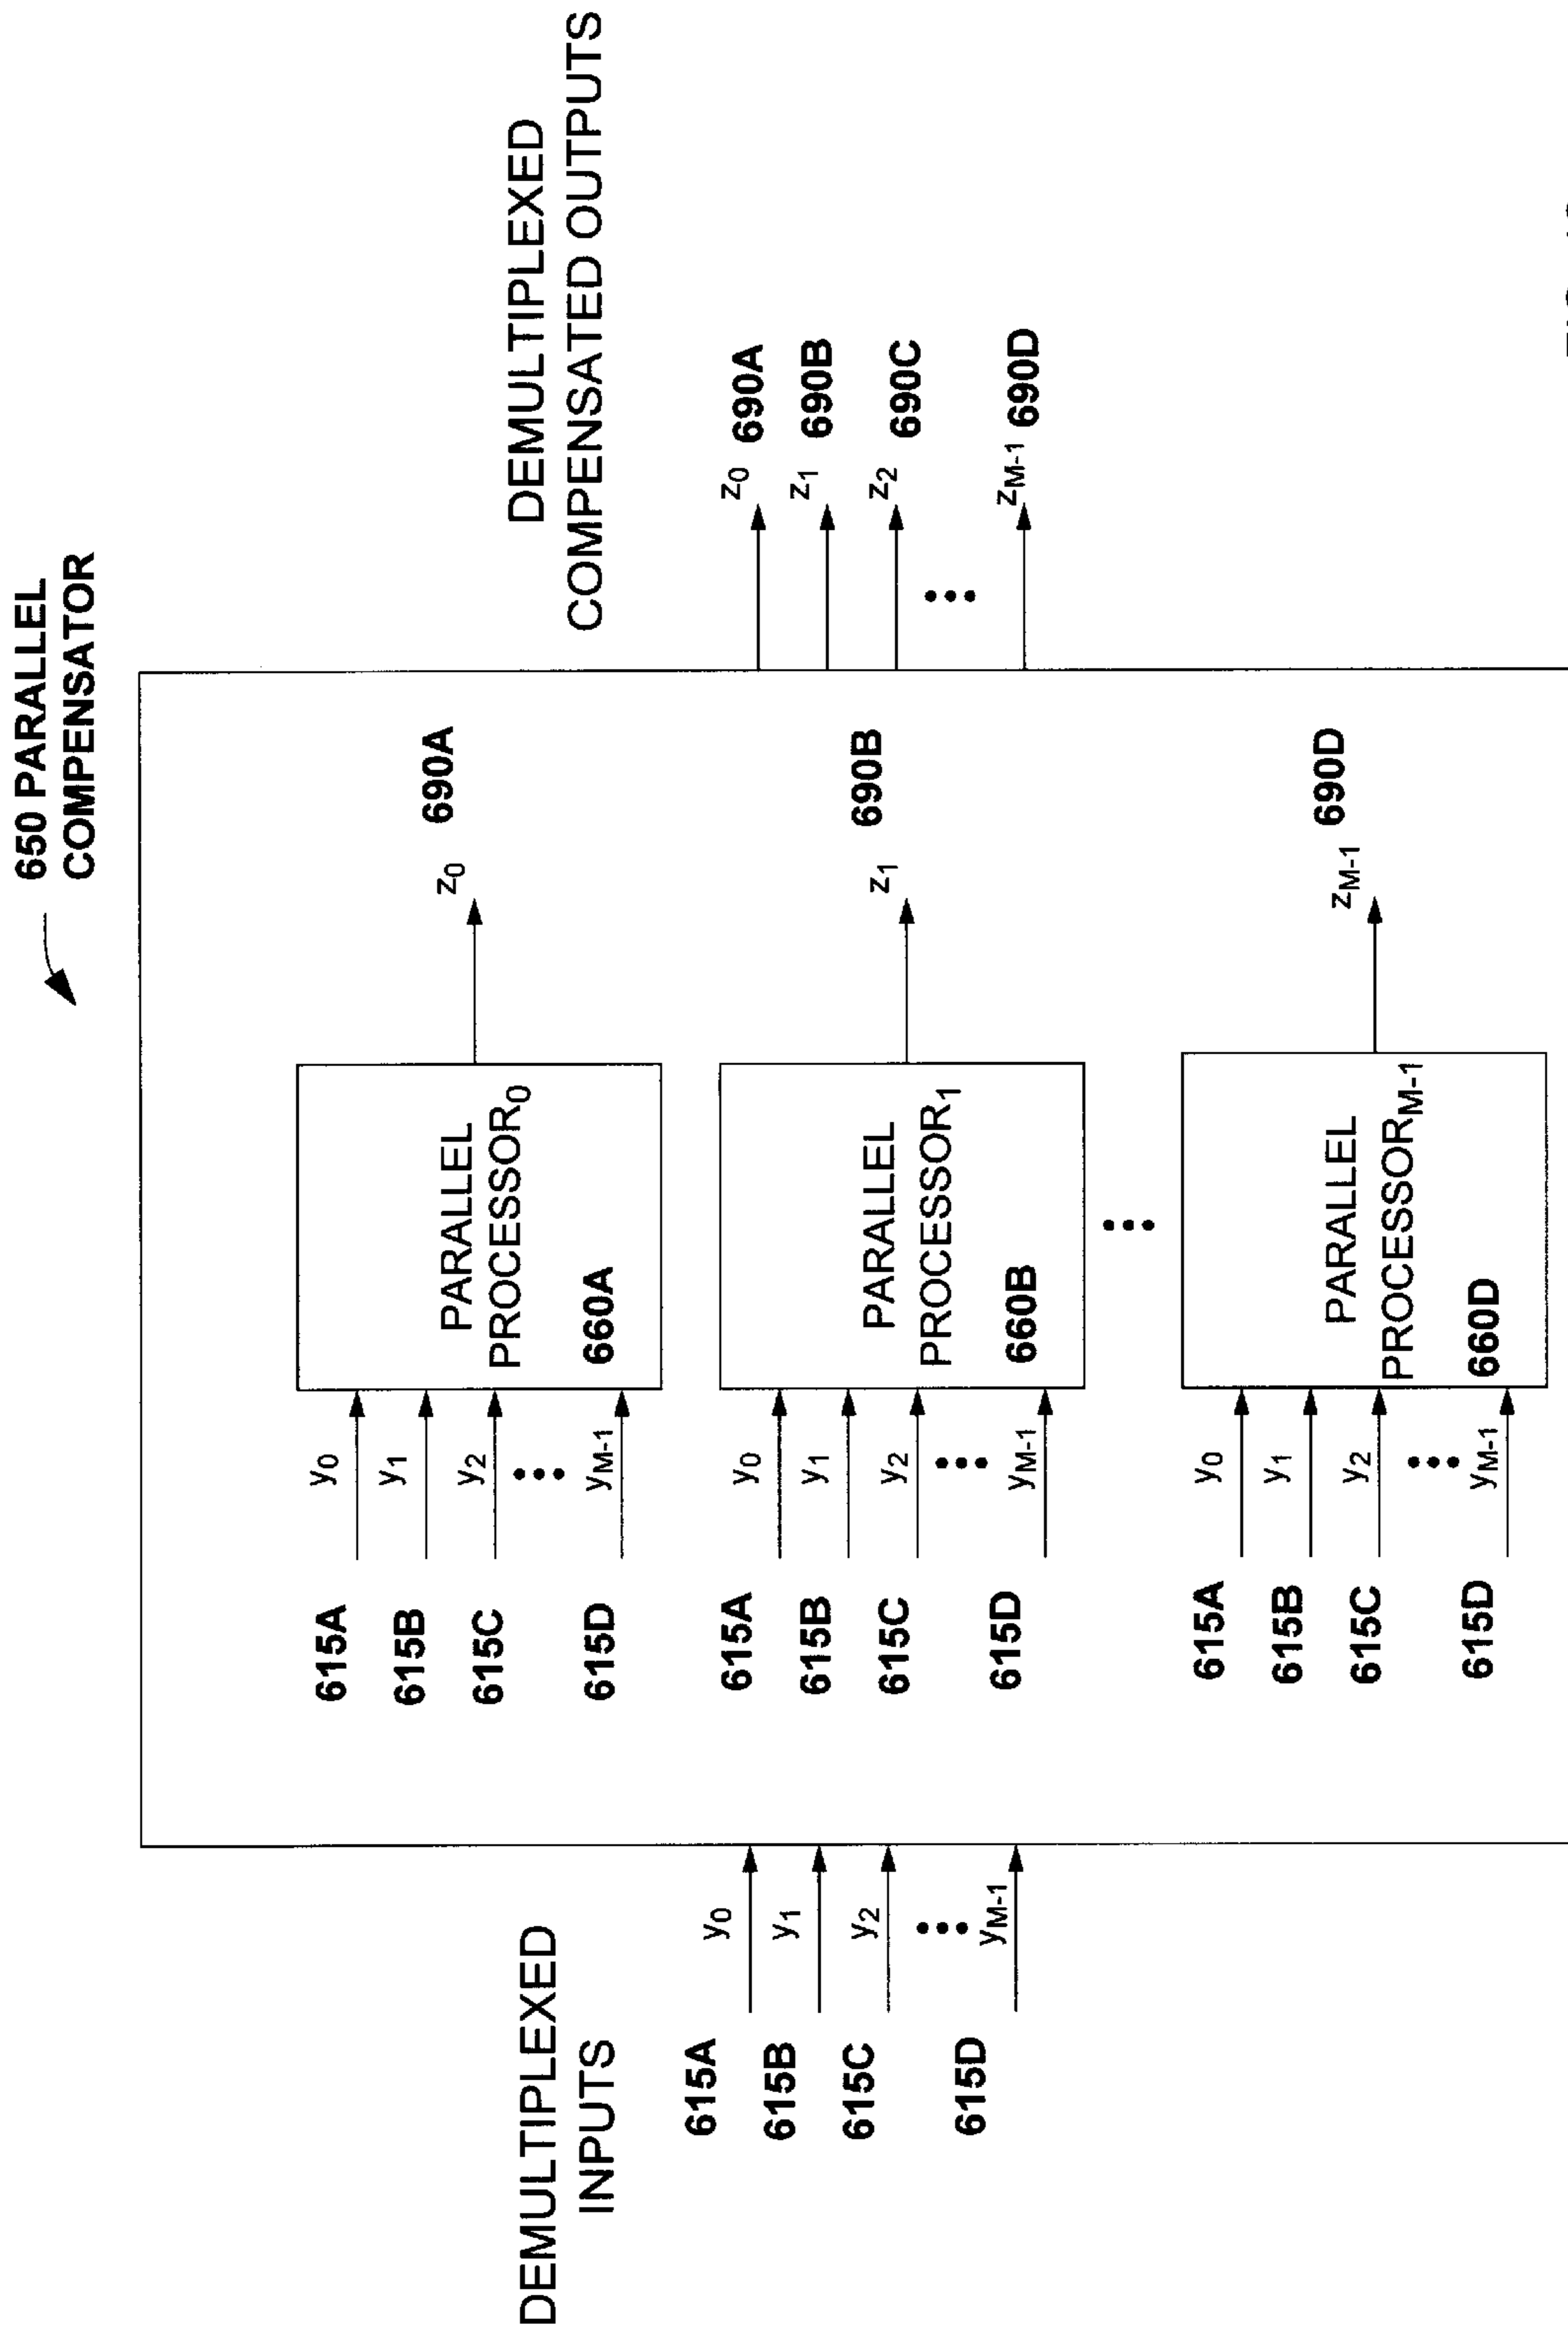 650 PARALLEL
COMPENSATOR
DEMULTIPLEXED
INPUTS
615A
y0
615B
y1
615C
y2
615D
yM-1
615A
y0
615B
y1
615C
y2
615D
yM-1
PARALLEL
PROCESSOR0
660A
z0
690A
615A
y0
615B
y1
615C
y2
615D
yM-1
PARALLEL
PROCESSOR1
660B
z1
690B
615A
y0
615B
y1
615C
y2
615D
yM-1
PARALLEL
PROCESSORM-1
660D
zM-1
690D
DEMULTIPLEXED
COMPENSATED OUTPUTS
z0 690A
z1 690B
z2 690C
zM-1 690D